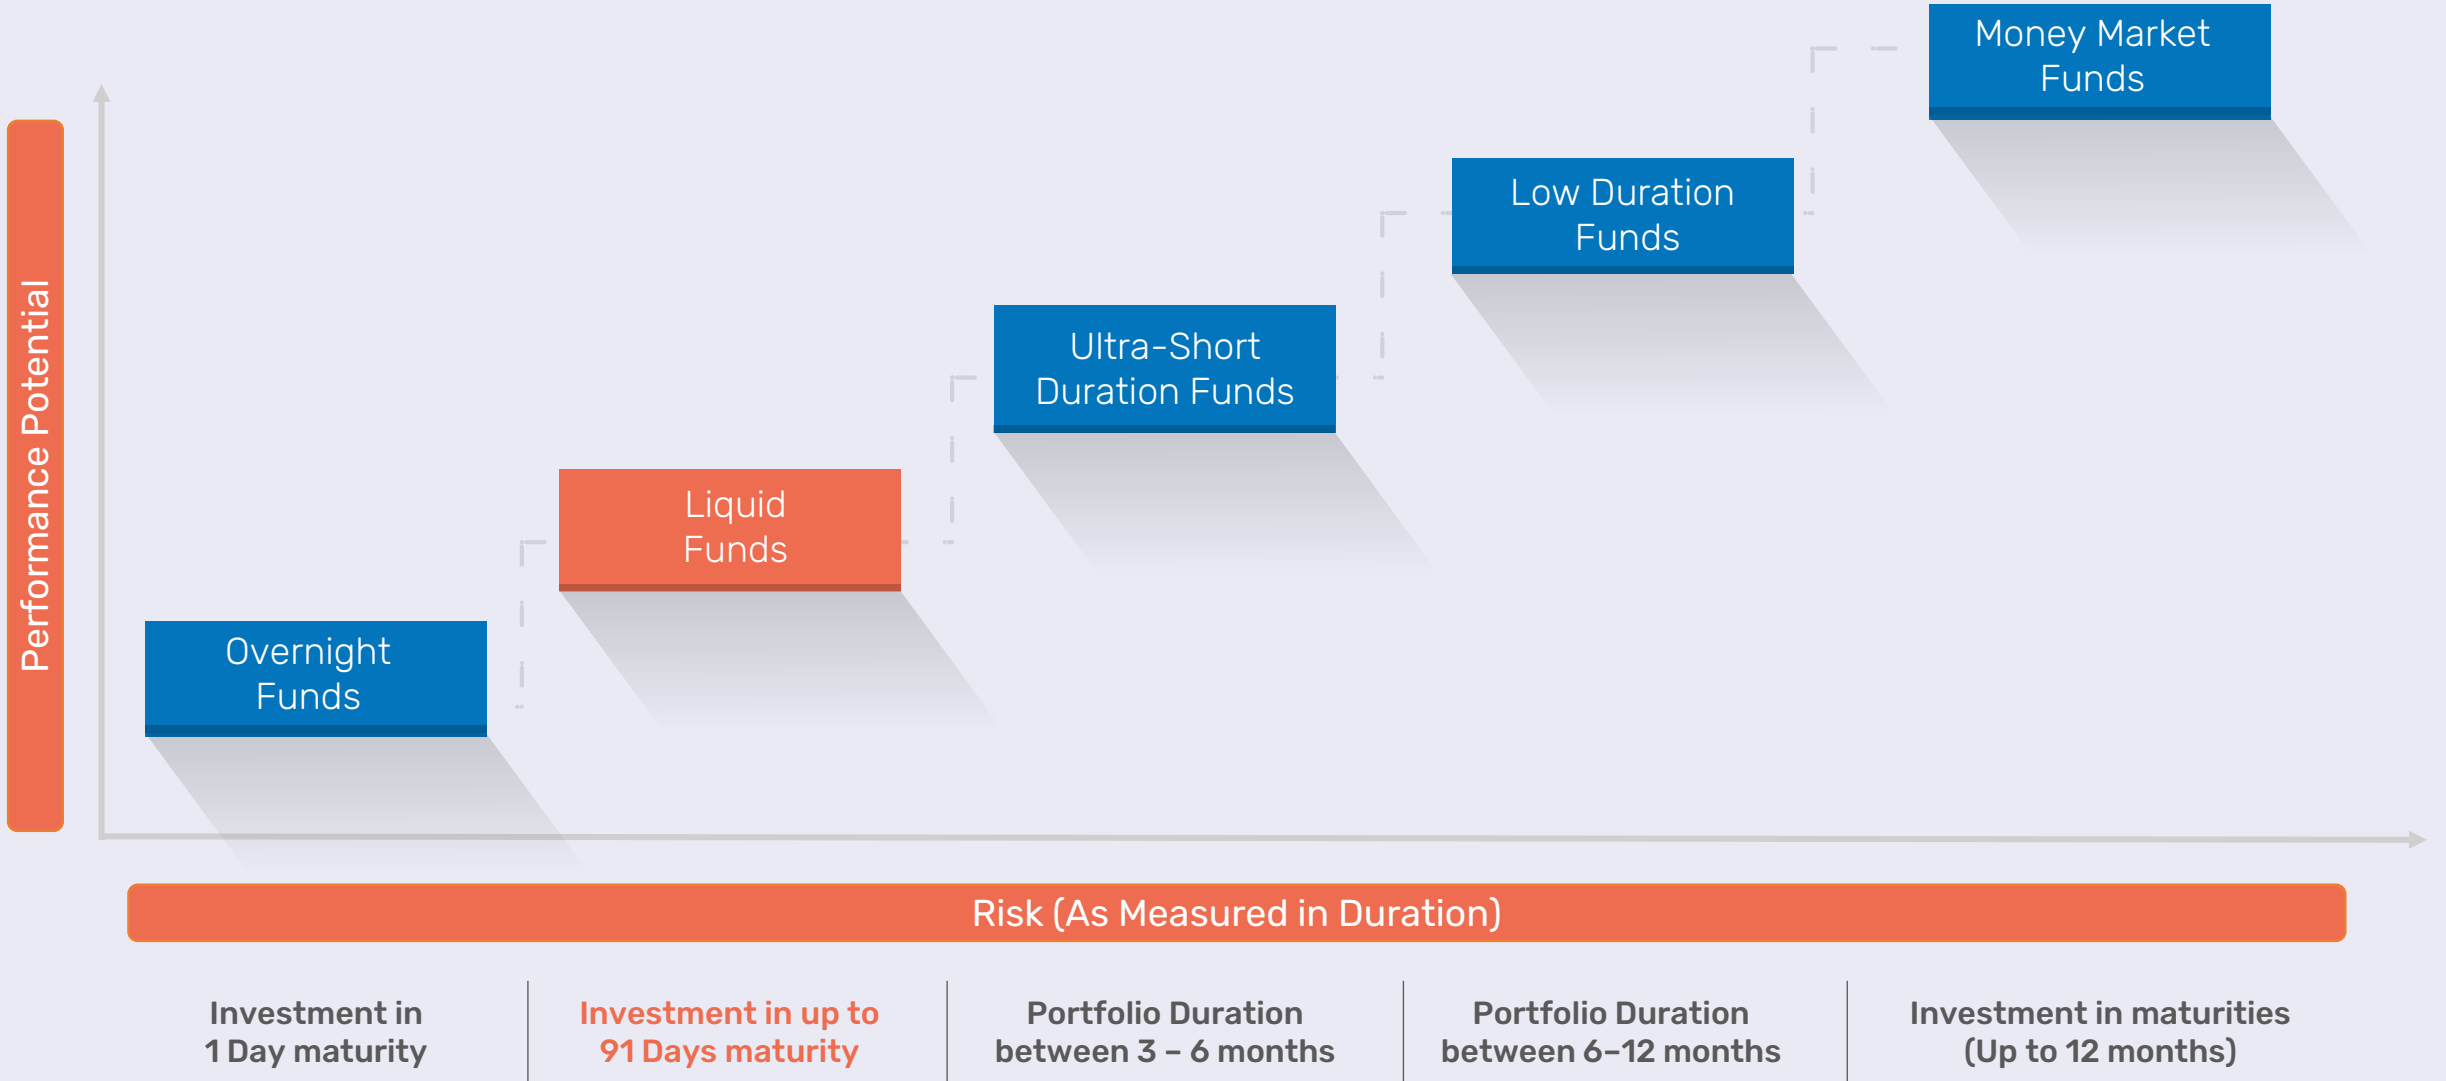 Money Market
Funds
Low Duration
Funds
Ultra-Short
Duration Funds
Liquid
Funds
Overnight
Funds
Performance Potential
Risk (As Measured in Duration)
Investment in
1 Day maturity
Investment in up to
91 Days maturity
Portfolio Duration
between 3 – 6 months
Portfolio Duration
between 6–12 months
Investment in maturities
(Up to 12 months)